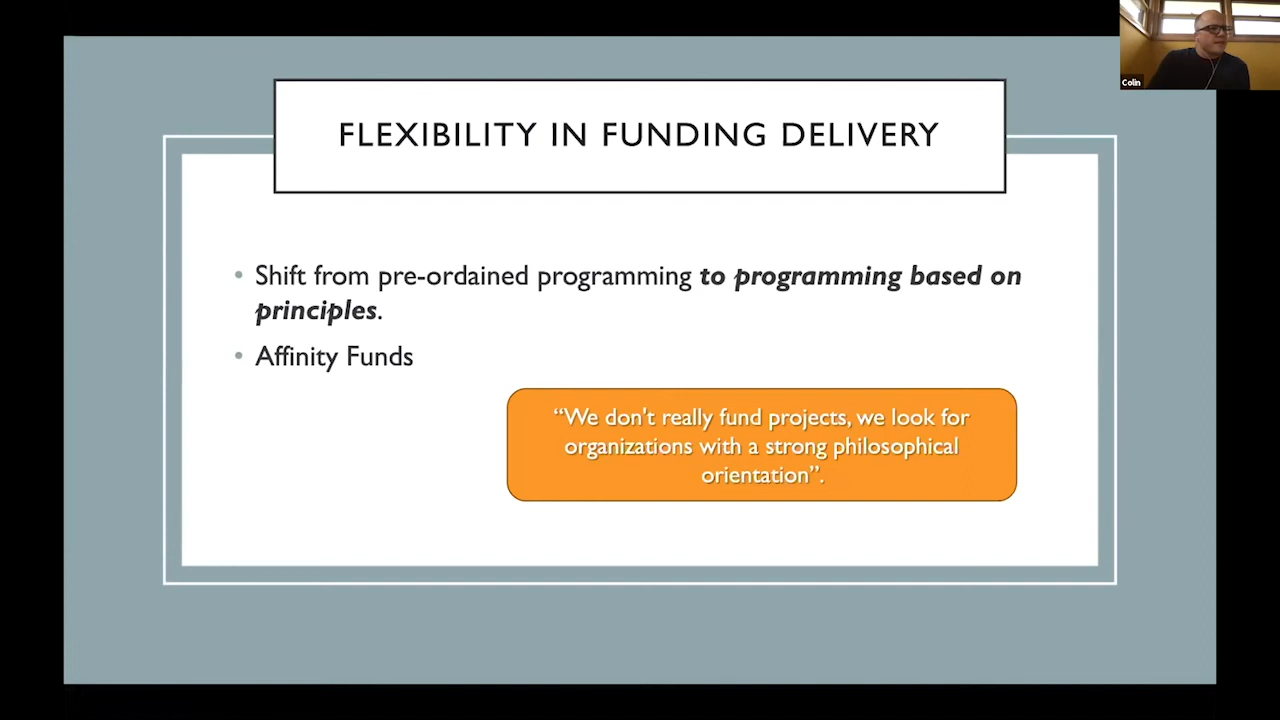 FLEXIBILITY IN FUNDING DELIVERY
Colin
• Shift from pre-ordained programming to programming based on
principles.
• Affinity Funds
“We don't really fund projects, we look for
organizations with a strong philosophical
orientation”.